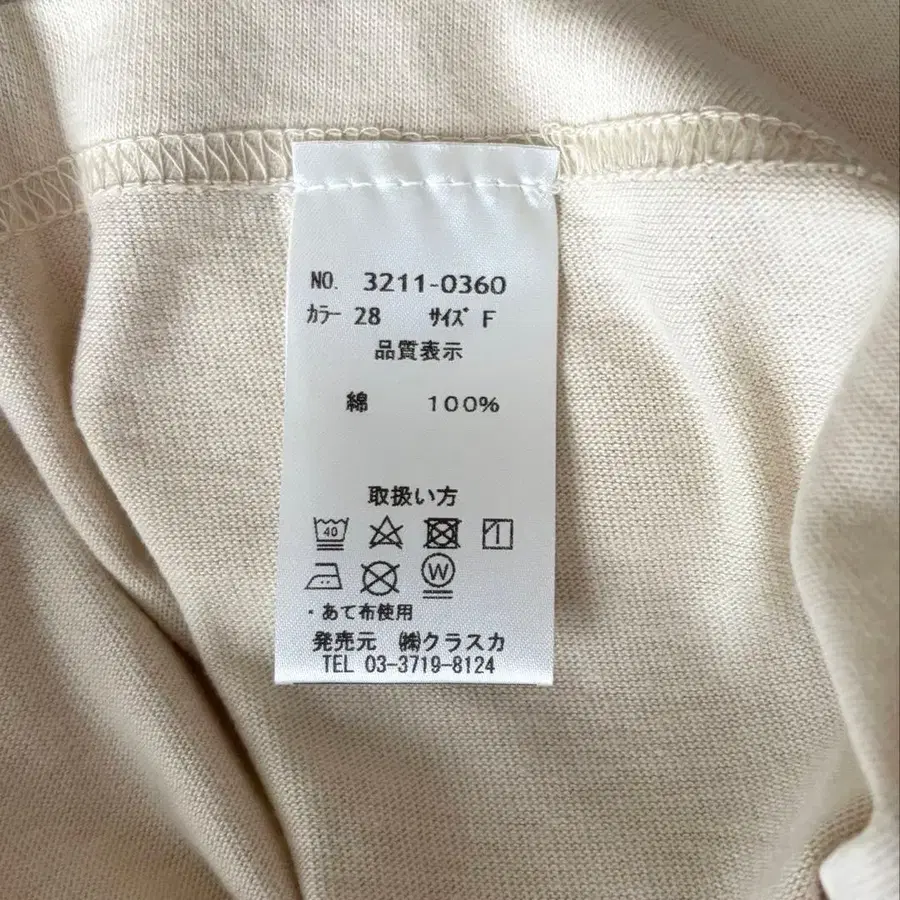 NO. 3211-0360
ｶﾗｰ 28 ｻｲｽﾞ F
品質表示
綿 100%
取扱い方
40
W
・あて布使用
発売元 ㈱クラスカ
TEL 03-3719-8124